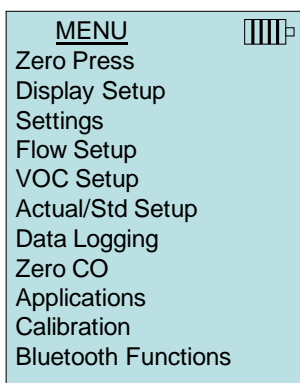 MENU
Zero Press
Display Setup
Settings
Flow Setup
VOC Setup
Actual/Std Setup
Data Logging
Zero CO
Applications
Calibration
Bluetooth Functions